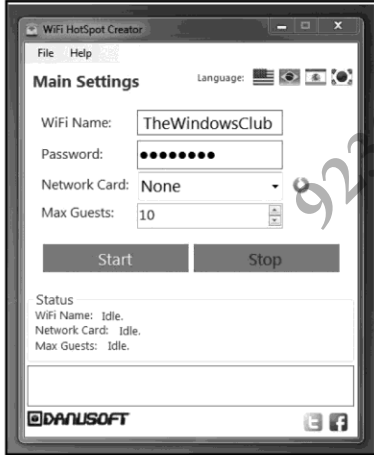 WiFi HotSpot Creator
File Help
Main Settings
Language:
WiFi Name: TheWindowsClub
Password: ●●●●●●●●
Network Card: None
Max Guests: 10
Start Stop
Status
WiFi Name: Idle.
Network Card: Idle.
Max Guests: Idle.
DANUSOFT
923